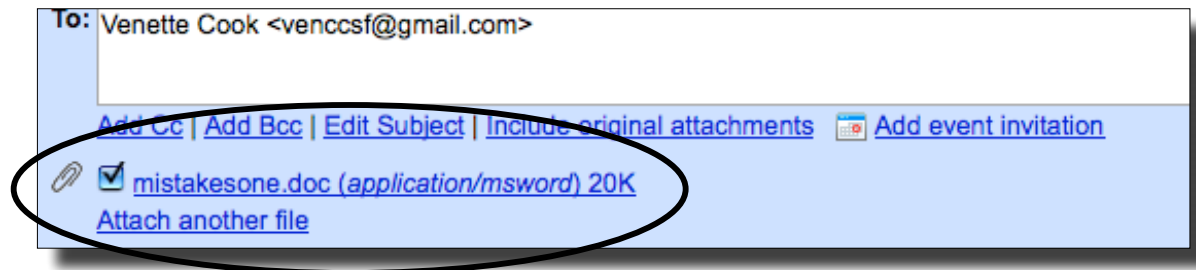 To: Venette Cook <venccsf@gmail.com>
Add Cc | Add Bcc | Edit Subject | Include original attachments Add event invitation
mistakesone.doc (application/msword) 20K
Attach another file